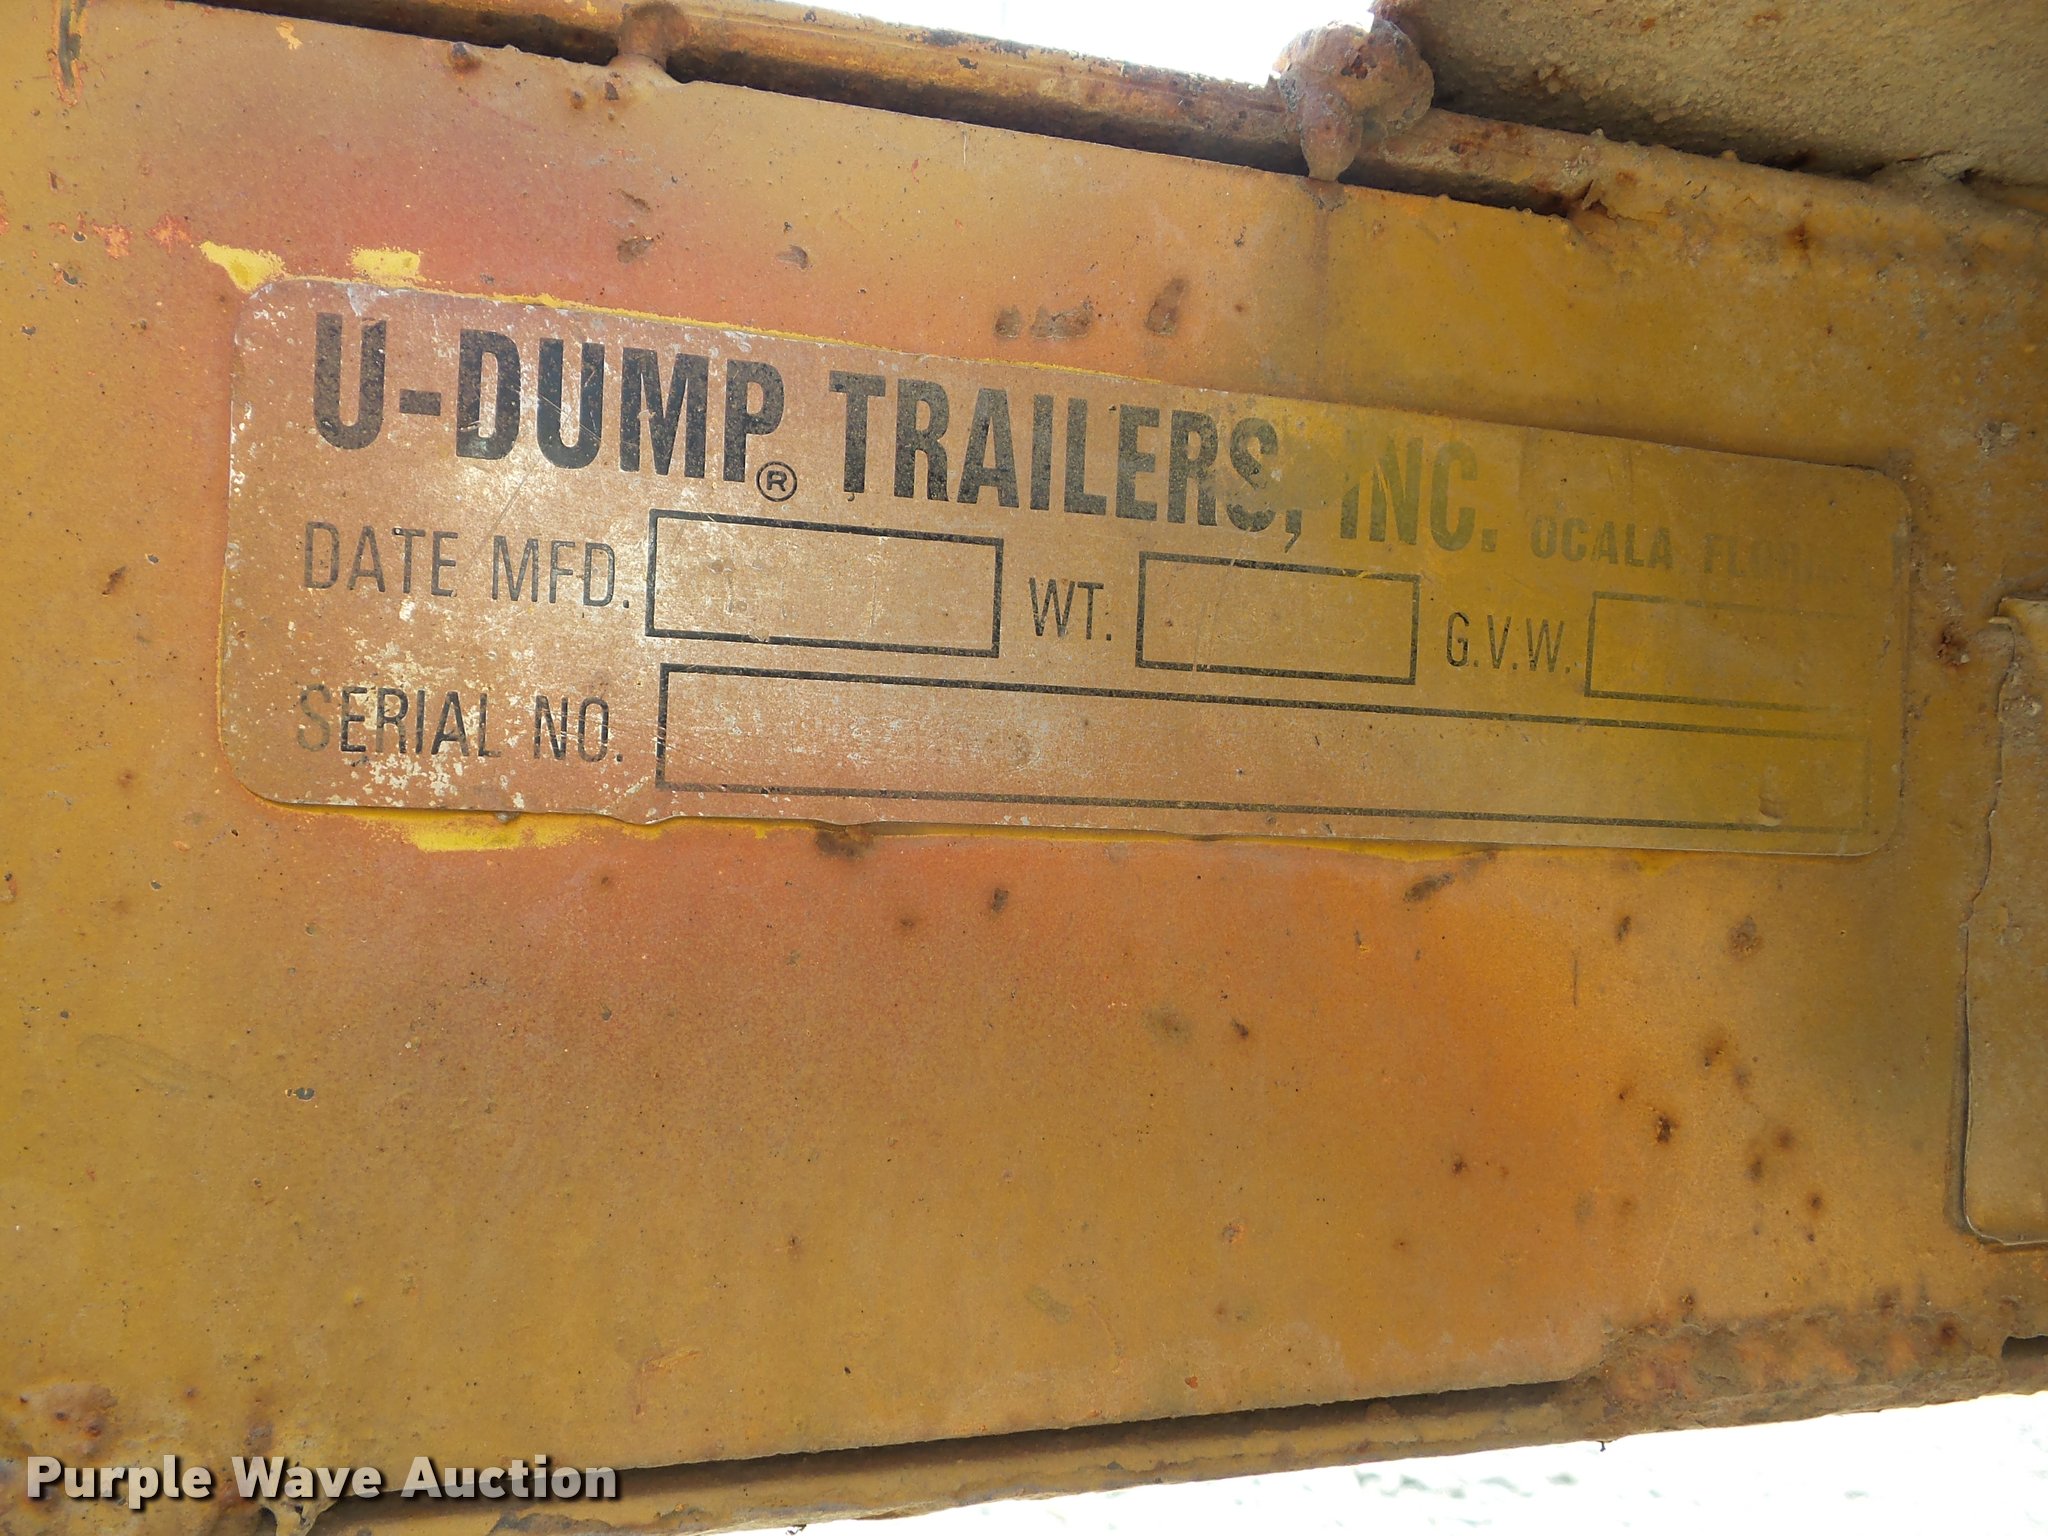 U-DUMP® TRAILERS, INC. OCALA
DATE MFD. WT. G.V.W.
SERIAL NO.
Purple Wave Auction